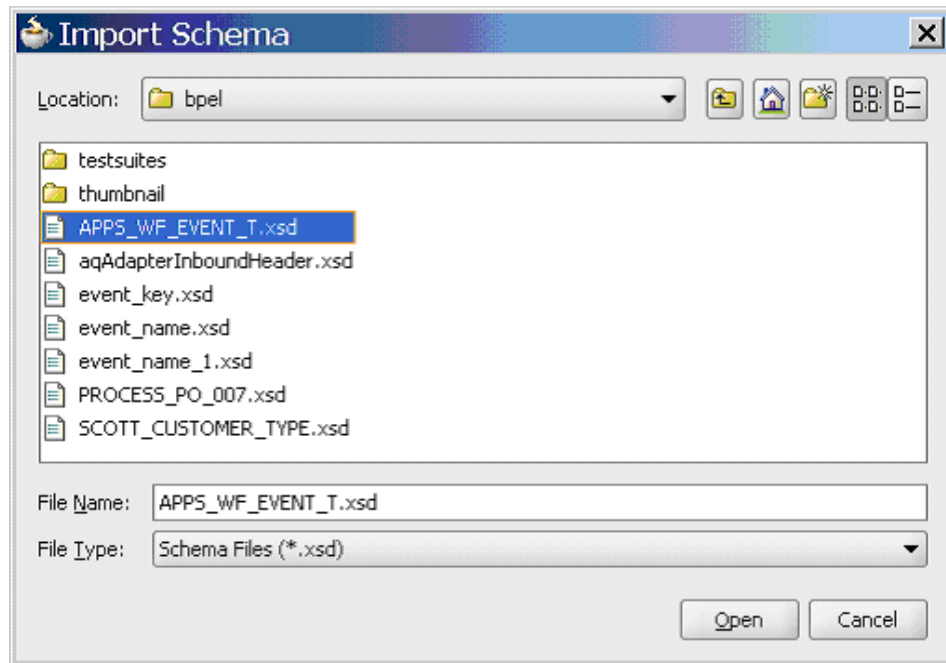 Import Schema
Location: bpel
testsuites
thumbnail
APPS_WF_EVENT_T.xsd
aqAdapterInboundHeader.xsd
event_key.xsd
event_name.xsd
event_name_1.xsd
PROCESS_PO_007.xsd
SCOTT_CUSTOMER_TYPE.xsd
File Name: APPS_WF_EVENT_T.xsd
File Type: Schema Files (*.xsd)
Open Cancel